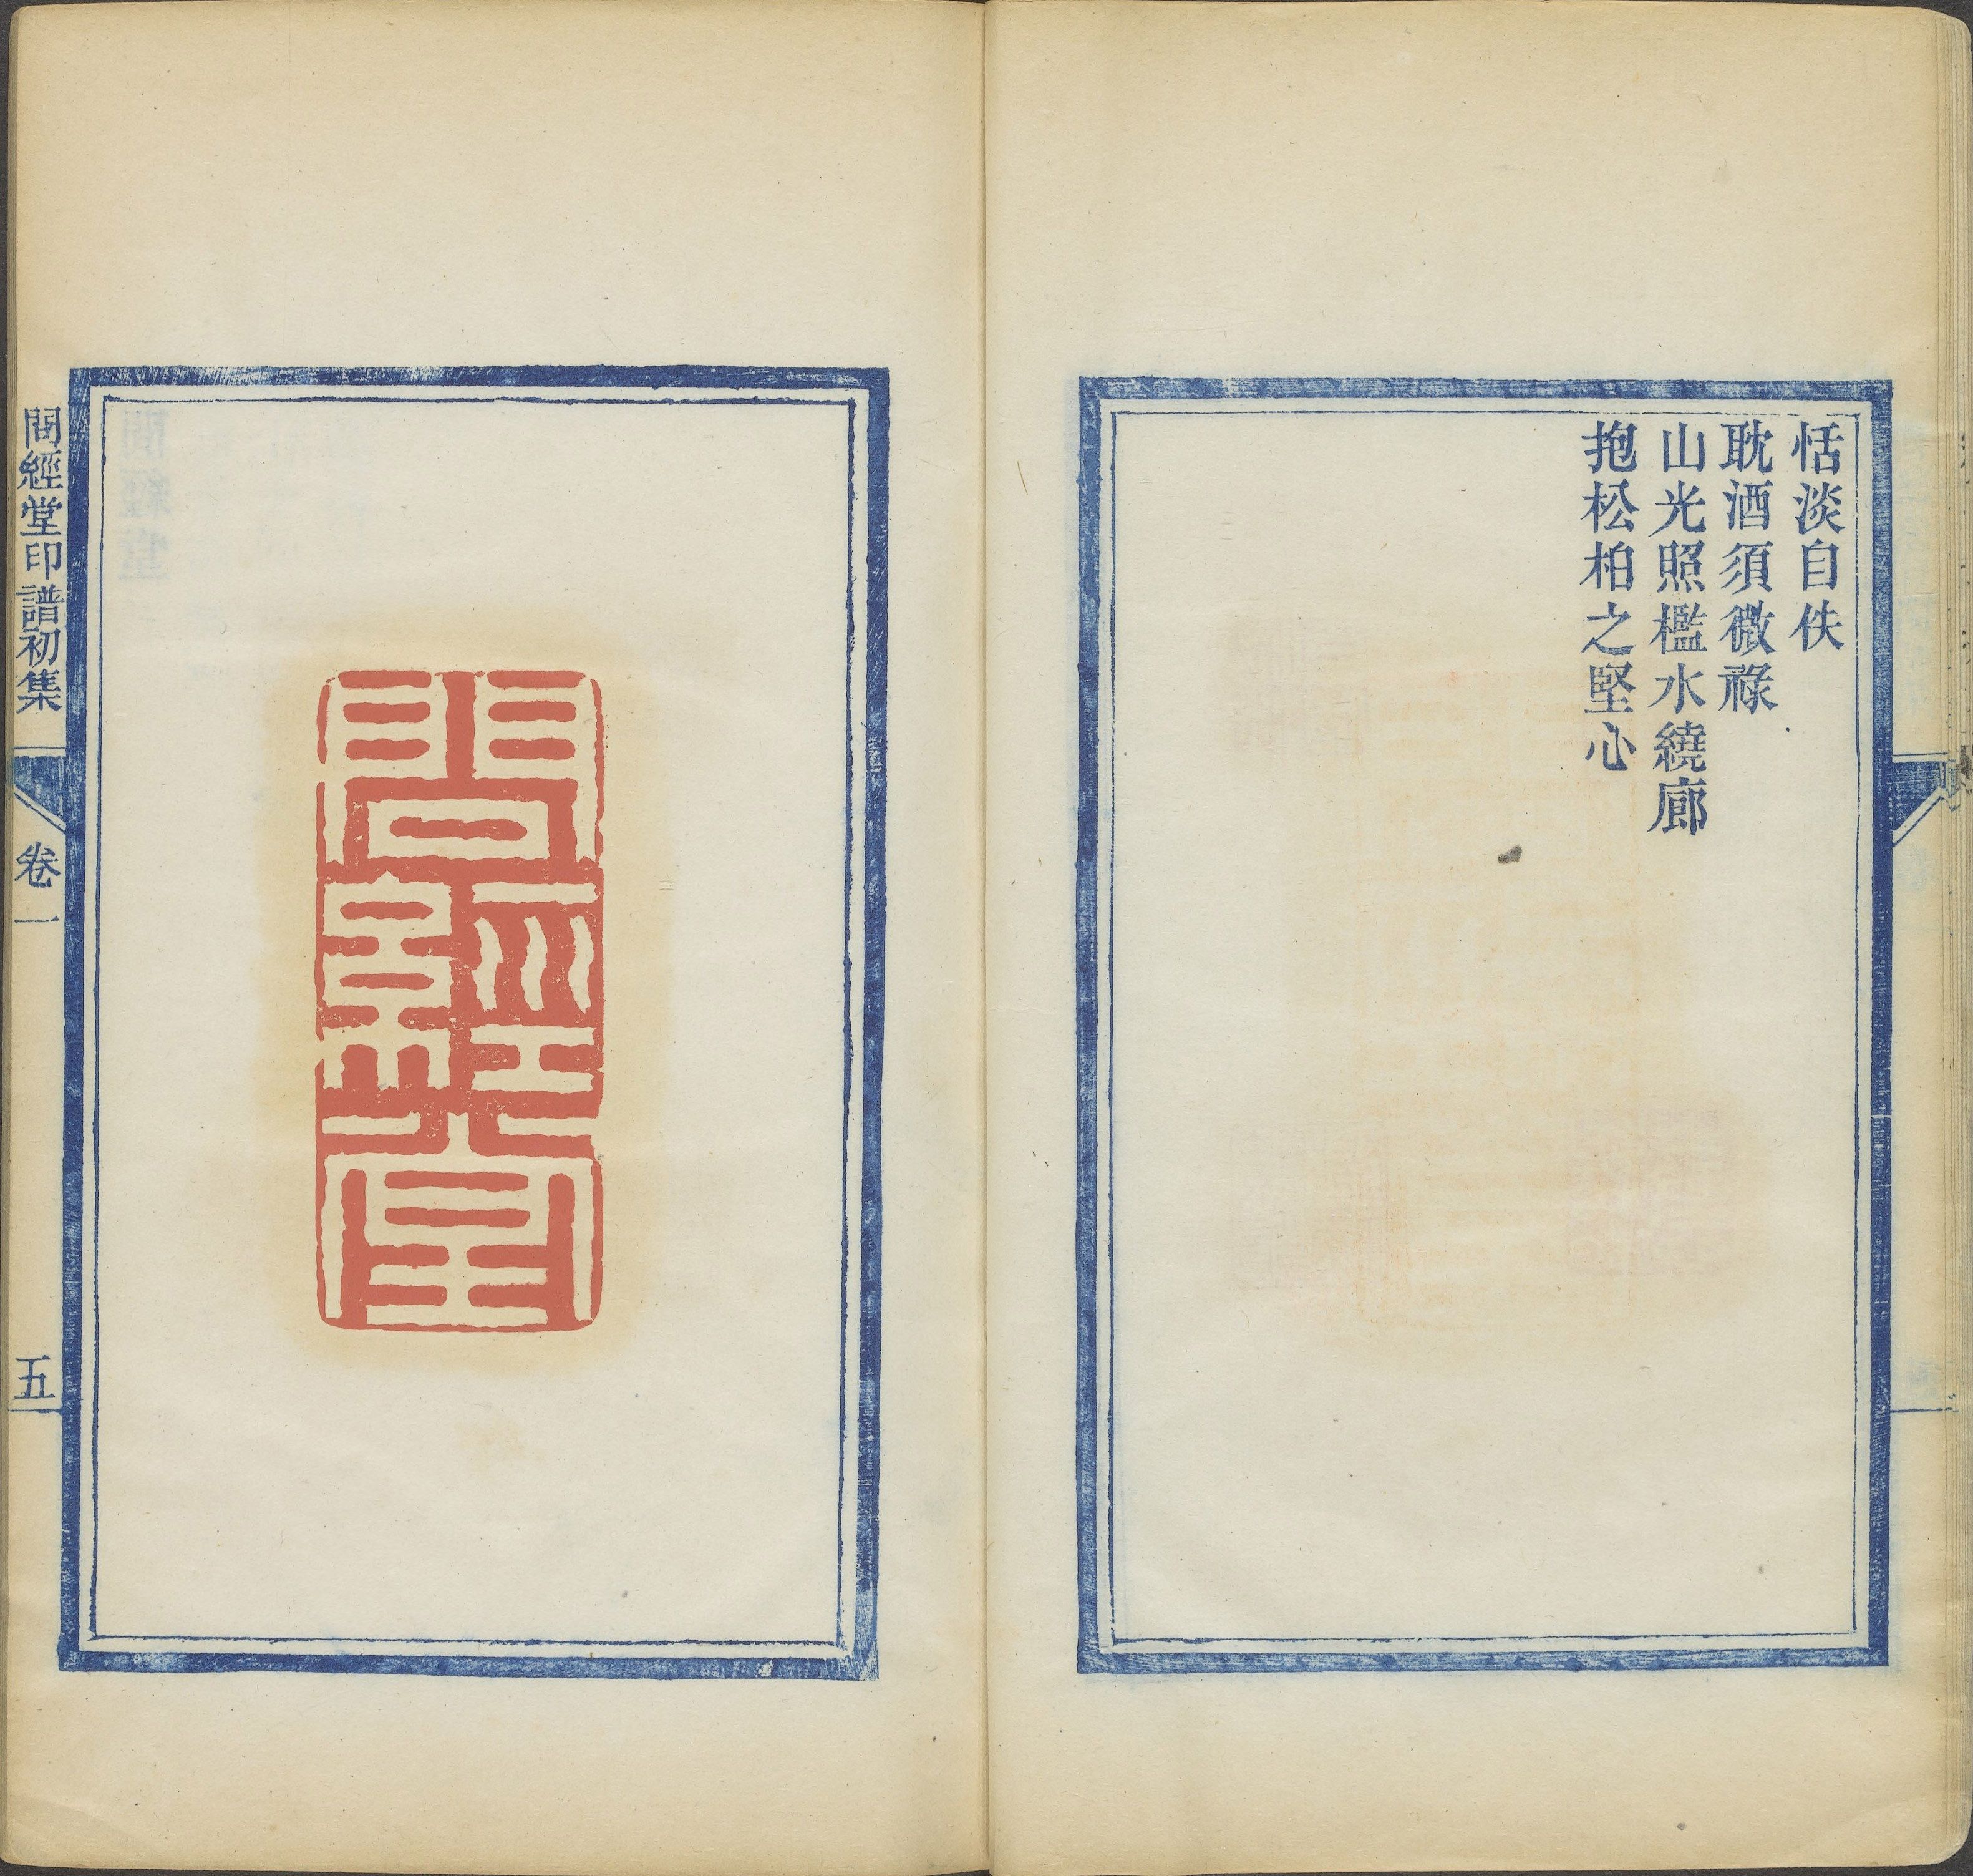 恬淡自佚
耽酒須微祿
山光照檻水繞廊
抱松柏之堅心
問經堂
問經堂印譜初集
卷一
五